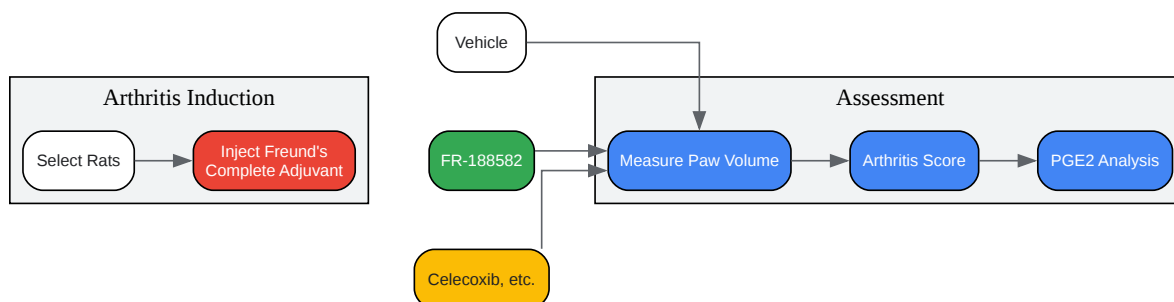 Vehicle
Arthritis Induction
Assessment
Select Rats
Inject Freund's
Complete Adjuvant
FR-188582
Measure Paw Volume
Arthritis Score
PGE2 Analysis
Celecoxib, etc.